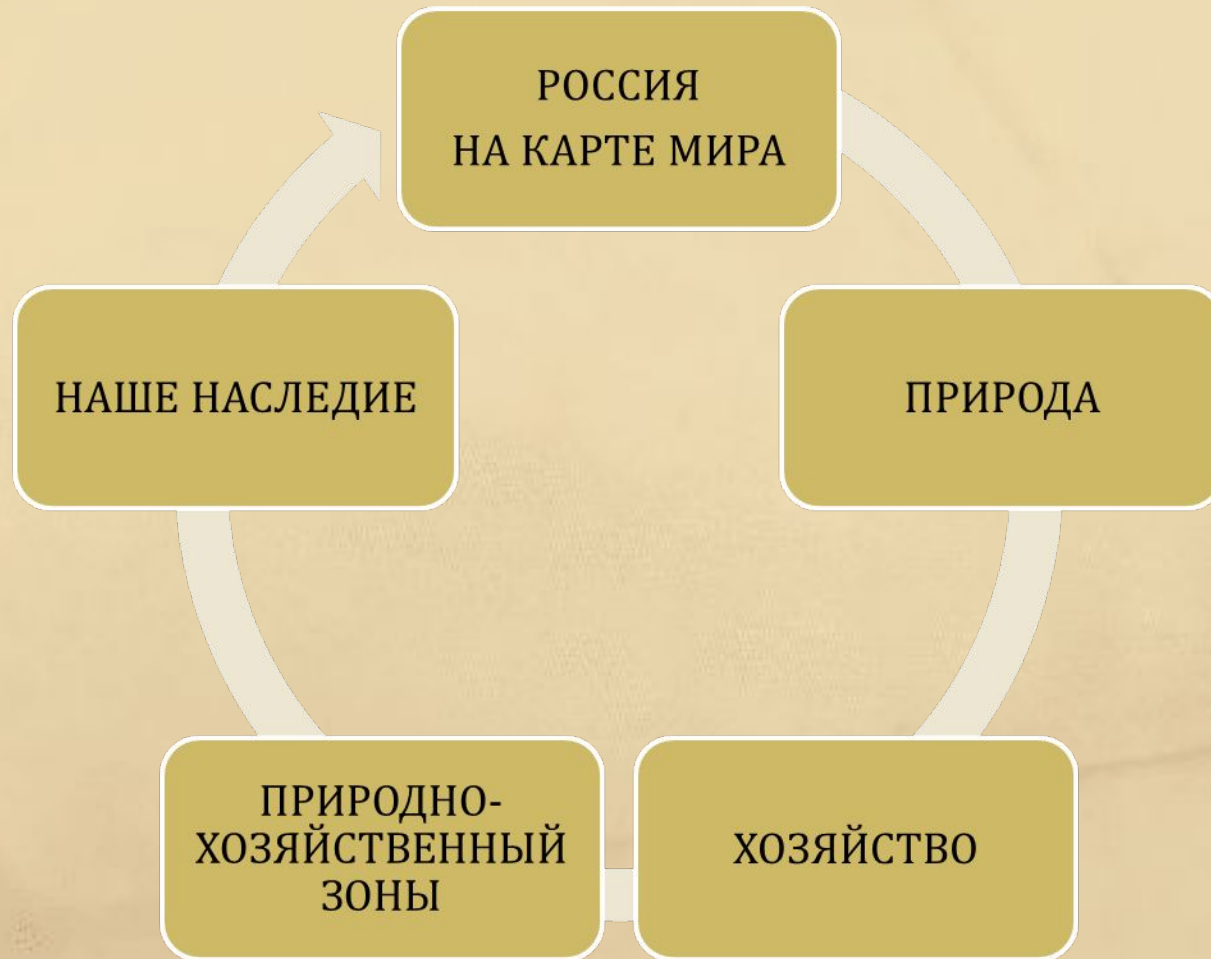 РОССИЯ
НА КАРТЕ МИРА
ПРИРОДА
ХОЗЯЙСТВО
ПРИРОДНО-
ХОЗЯЙСТВЕННЫЙ
ЗОНЫ
НАШЕ НАСЛЕДИЕ